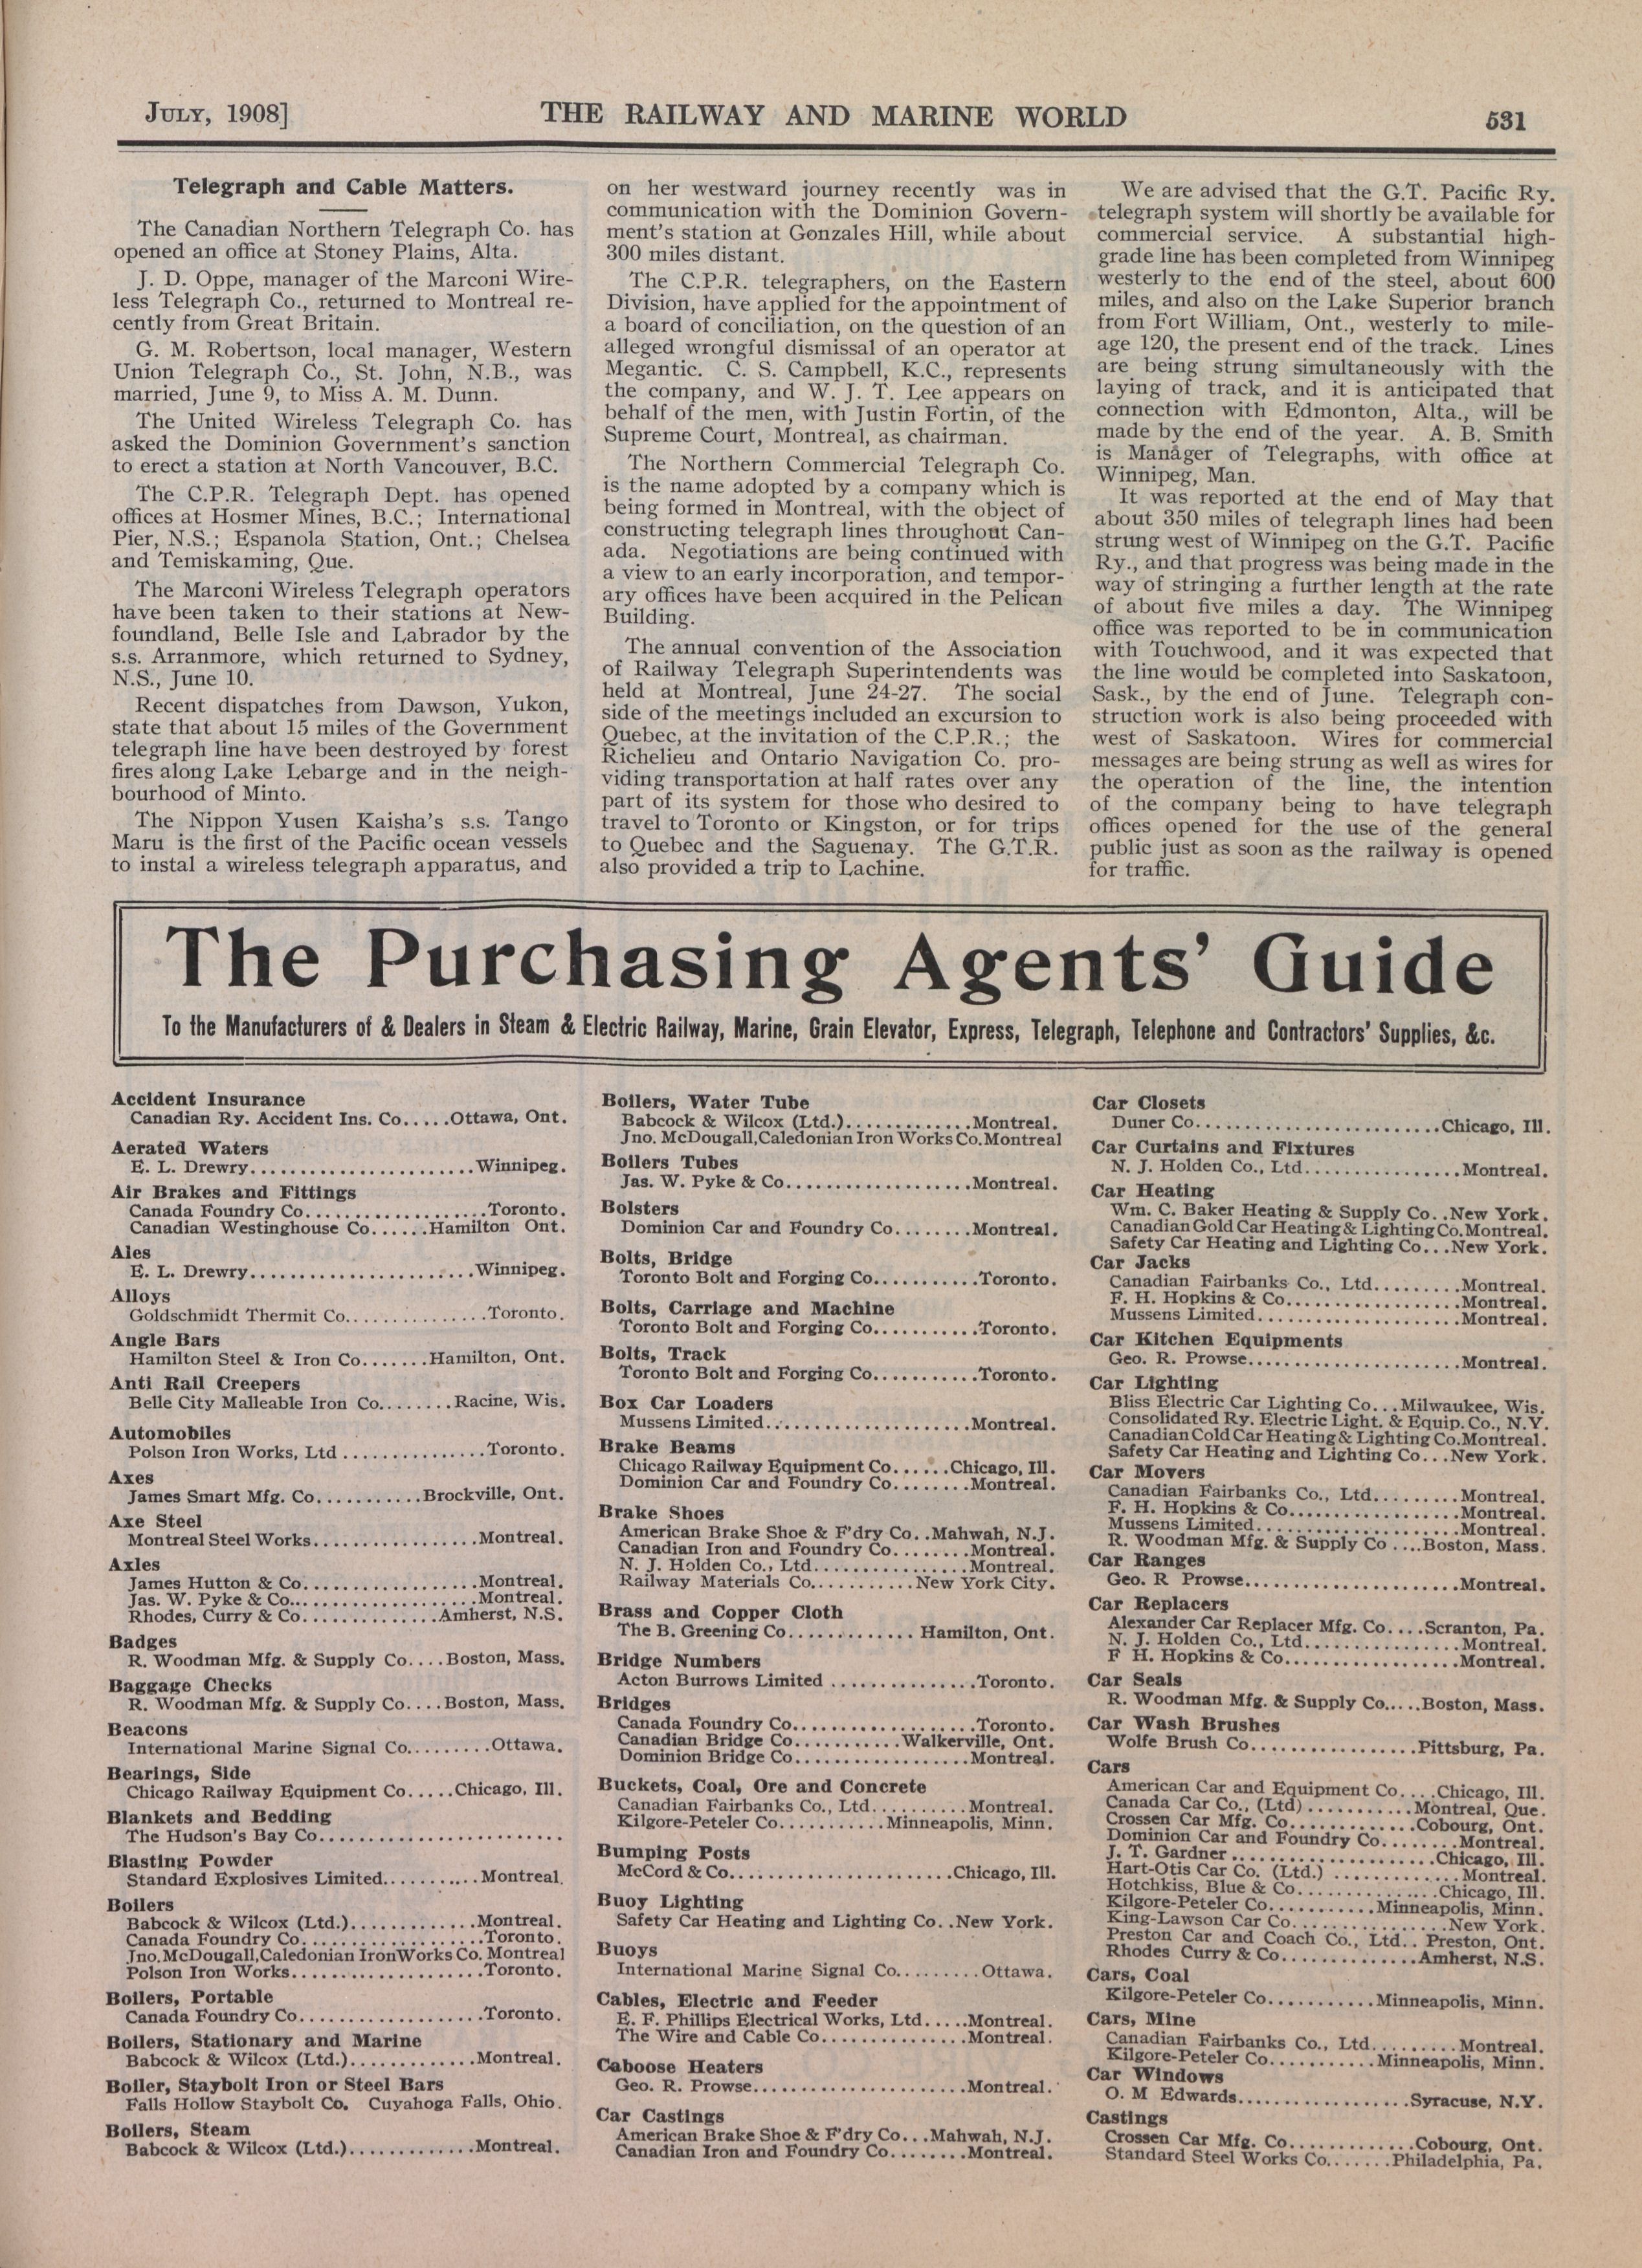 JULY, 1908]
THE RAILWAY AND MARINE WORLD
531
Telegraph and Cable Matters.
The Canadian Northern Telegraph Co. has
opened an office at Stoney Plains, Alta.
J. D. Oppe, manager of the Marconi Wire-
less Telegraph Co., returned to Montreal re-
cently from Great Britain.
G. M. Robertson, local manager, Western
Union Telegraph Co., St. John, N.B., was
married, June 9, to Miss A. M. Dunn.
The United Wireless Telegraph Co. has
asked the Dominion Government's sanction
to erect a station at North Vancouver, B.C.
The C.P.R. Telegraph Dept. has opened
offices at Hosmer Mines, B.C.; International
Pier, N.S.; Espanola Station, Ont.; Chelsea
and Temiskaming, Que.
The Marconi Wireless Telegraph operators
have been taken to their stations at New-
foundland, Belle Isle and Labrador by the
s.s. Arranmore, which returned to Sydney,
N.S., June 10.
Recent dispatches from Dawson, Yukon,
state that about 15 miles of the Government
telegraph line have been destroyed by forest
fires along Lake Lebarge and in the neigh-
bourhood of Minto.
The Nippon Yusen Kaisha's s.s. Tango
Maru is the first of the Pacific ocean vessels
to instal a wireless telegraph apparatus, and
on her westward journey recently was in
communication with the Dominion Govern-
ment's station at Gonzales Hill, while about
300 miles distant.
The C.P.R. telegraphers, on the Eastern
Division, have applied for the appointment of
a board of conciliation, on the question of an
alleged wrongful dismissal of an operator at
Megantic. C. S. Campbell, K.C., represents
the company, and W. J. T. Lee appears on
behalf of the men, with Justin Fortin, of the
Supreme Court, Montreal, as chairman.
The Northern Commercial Telegraph Co.
is the name adopted by a company which is
being formed in Montreal, with the object of
constructing telegraph lines throughout Can-
ada. Negotiations are being continued with
a view to an early incorporation, and tempor-
ary offices have been acquired in the Pelican
Building.
The annual convention of the Association
of Railway Telegraph Superintendents was
held at Montreal, June 24-27. The social
side of the meetings included an excursion to
Quebec, at the invitation of the C.P.R.; the
Richelieu and Ontario Navigation Co. pro-
viding transportation at half rates over any
part of its system for those who desired to
travel to Toronto or Kingston, or for trips
to Quebec and the Saguenay. The G.T.R.
also provided a trip to Lachine.
We are advised that the G.T. Pacific Ry.
telegraph system will shortly be available for
commercial service. A substantial high-
grade line has been completed from Winnipeg
westerly to the end of the steel, about 600
miles, and also on the Lake Superior branch
from Fort William, Ont., westerly to mile-
age 120, the present end of the track. Lines
are being strung simultaneously with the
laying of track, and it is anticipated that
connection with Edmonton, Alta., will be
made by the end of the year. A. B. Smith
is Manager of Telegraphs, with office at
Winnipeg, Man.
It was reported at the end of May that
about 350 miles of telegraph lines had been
strung west of Winnipeg on the G.T. Pacific
Ry., and that progress was being made in the
way of stringing a further length at the rate
of about five miles a day. The Winnipeg
office was reported to be in communication
with Touchwood, and it was expected that
the line would be completed into Saskatoon,
Sask., by the end of June. Telegraph con-
struction work is also being proceeded with
west of Saskatoon. Wires for commercial
messages are being strung as well as wires for
the operation of the line, the intention
of the company being to have telegraph
offices opened for the use of the general
public just as soon as the railway is opened
for traffic.
The Purchasing Agents' Guide
To the Manufacturers of & Dealers in Steam & Electric Railway, Marine, Grain Elevator, Express, Telegraph, Telephone and Contractors' Supplies, &c.
Accident Insurance
Canadian Ry. Accident Ins. Co.....Ottawa, Ont.
Aerated Waters
E. L. Drewry.......................Winnipeg.
Air Brakes and Fittings
Canada Foundry Co...................Toronto.
Canadian Westinghouse Co......Hamilton Ont.
Ales
E. L. Drewry.......................Winnipeg.
Alloys
Goldschmidt Thermit Co...............Toronto.
Angle Bars
Hamilton Steel & Iron Co.......Hamilton, Ont.
Anti Rail Creepers
Belle City Malleable Iron Co........Racine, Wis.
Automobiles
Polson Iron Works, Ltd ...............Toronto.
Axes
James Smart Mfg. Co...........Brockville, Ont.
Axe Steel
Montreal Steel Works.................Montreal.
Axles
James Hutton & Co..................Montreal.
Jas. W. Pyke & Co...................Montreal.
Rhodes, Curry & Co..............Amherst, N.S.
Badges
R. Woodman Mfg. & Supply Co....Boston, Mass.
Baggage Checks
R. Woodman Mfg. & Supply Co....Boston, Mass.
Beacons
International Marine Signal Co.........Ottawa.
Bearings, Side
Chicago Railway Equipment Co.....Chicago, Ill.
Blankets and Bedding
The Hudson's Bay Co..........................
Blasting Powder
Standard Explosives Limited...........Montreal.
Boilers
Babcock & Wilcox (Ltd.).............Montreal.
Canada Foundry Co...................Toronto.
Jno. McDougall, Caledonian Iron Works Co. Montreal
Polson Iron Works....................Toronto.
Boilers, Portable
Canada Foundry Co...................Toronto.
Boilers, Stationary and Marine
Babcock & Wilcox (Ltd.).............Montreal.
Boiler, Staybolt Iron or Steel Bars
Falls Hollow Staybolt Co. Cuyahoga Falls, Ohio.
Boilers, Steam
Babcock & Wilcox (Ltd.).............Montreal.
Boilers, Water Tube
Babcock & Wilcox (Ltd.).............Montreal.
Jno. McDougall, Caledonian Iron Works Co. Montreal
Boilers Tubes
Jas. W. Pyke & Co...................Montreal.
Bolsters
Dominion Car and Foundry Co........Montreal.
Bolts, Bridge
Toronto Bolt and Forging Co...........Toronto.
Bolts, Carriage and Machine
Toronto Bolt and Forging Co...........Toronto.
Bolts, Track
Toronto Bolt and Forging Co...........Toronto.
Box Car Loaders
Mussens Limited.....................Montreal.
Brake Beams
Chicago Railway Equipment Co......Chicago, Ill.
Dominion Car and Foundry Co........Montreal.
Brake Shoes
American Brake Shoe & F'dry Co..Mahwah, N.J.
Canadian Iron and Foundry Co........Montreal.
N. J. Holden Co., Ltd................Montreal.
Railway Materials Co...........New York City.
Brass and Copper Cloth
The B. Greening Co............. Hamilton, Ont.
Bridge Numbers
Acton Burrows Limited ...............Toronto.
Bridges
Canada Foundry Co...................Toronto.
Canadian Bridge Co...........Walkerville, Ont.
Dominion Bridge Co..................Montreal.
Buckets, Coal, Ore and Concrete
Canadian Fairbanks Co., Ltd..........Montreal.
Kilgore-Peteler Co...........Minneapolis, Minn.
Bumping Posts
McCord & Co.......................Chicago, Ill.
Buoy Lighting
Safety Car Heating and Lighting Co..New York.
Buoys
International Marine Signal Co.........Ottawa.
Cables, Electric and Feeder
E. F. Phillips Electrical Works, Ltd.....Montreal.
The Wire and Cable Co...............Montreal.
Caboose Heaters
Geo. R. Prowse......................Montreal.
Car Castings
American Brake Shoe & F'dry Co...Mahwah, N.J.
Canadian Iron and Foundry Co........Montreal.
Car Closets
Duner Co.........................Chicago, Ill.
Car Curtains and Fixtures
N. J. Holden Co., Ltd................Montreal.
Car Heating
Wm. C. Baker Heating & Supply Co..New York.
Canadian Gold Car Heating & Lighting Co. Montreal.
Safety Car Heating and Lighting Co...New York.
Car Jacks
Canadian Fairbanks Co., Ltd.........Montreal.
F. H. Hopkins & Co..................Montreal.
Mussens Limited.....................Montreal.
Car Kitchen Equipments
Geo. R. Prowse......................Montreal.
Car Lighting
Bliss Electric Car Lighting Co...Milwaukee, Wis.
Consolidated Ry. Electric Light. & Equip. Co., N.Y.
Canadian Cold Car Heating & Lighting Co. Montreal.
Safety Car Heating and Lighting Co...New York.
Car Movers
Canadian Fairbanks Co., Ltd.........Montreal.
F. H. Hopkins & Co..................Montreal.
Mussens Limited.....................Montreal.
R. Woodman Mfg. & Supply Co ....Boston, Mass.
Car Ranges
Geo. R Prowse......................Montreal.
Car Replacers
Alexander Car Replacer Mfg. Co....Scranton, Pa.
N. J. Holden Co., Ltd................Montreal.
F H. Hopkins & Co..................Montreal.
Car Seals
R. Woodman Mfg. & Supply Co.....Boston, Mass.
Car Wash Brushes
Wolfe Brush Co.................Pittsburg, Pa.
Cars
American Car and Equipment Co....Chicago, Ill.
Canada Car Co., (Ltd) ...........Montreal, Que.
Crossen Car Mfg. Co.............Cobourg, Ont.
Dominion Car and Foundry Co........Montreal.
J. T. Gardner .....................Chicago, Ill.
Hart-Otis Car Co. (Ltd.) .............Montreal.
Hotchkiss, Blue & Co...............Chicago, Ill.
Kilgore-Peteler Co...........Minneapolis, Minn.
King-Lawson Car Co................New York.
Preston Car and Coach Co., Ltd.. Preston, Ont.
Rhodes Curry & Co..............Amherst, N.S.
Cars, Coal
Kilgore-Peteler Co...........Minneapolis, Minn.
Cars, Mine
Canadian Fairbanks Co., Ltd.........Montreal.
Kilgore-Peteler Co...........Minneapolis, Minn.
Car Windows
O. M Edwards..................Syracuse, N.Y.
Castings
Crossen Car Mfg. Co.............Cobourg, Ont.
Standard Steel Works Co.......Philadelphia, Pa.